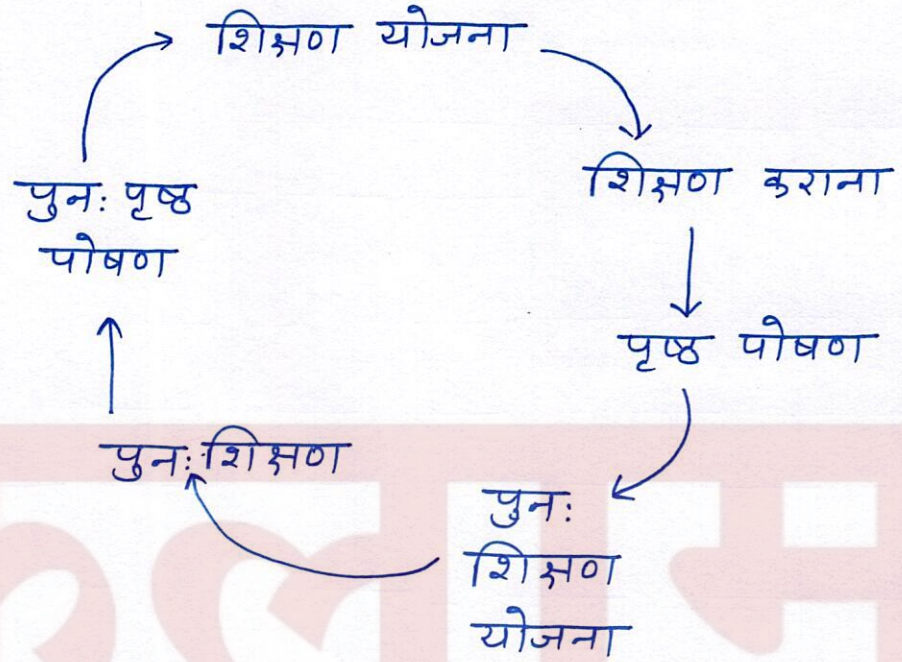 शिक्षण योजना
शिक्षण कराना
पृष्ठ पोषण
पुनः
शिक्षण
योजना
पुनः शिक्षण
पुनः पृष्ठ
पोषण